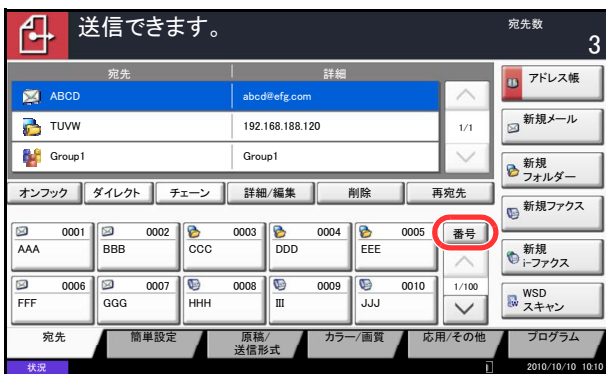 送信できます。
宛先数
3
宛先 詳細
ABCD abcd@efg.com
TUVW 192.168.188.120
1/1
Group1 Group1
オンフック ダイレクト チェーン 詳細/編集 削除 再宛先
0001 0002 0003 0004 0005 番号
AAA BBB CCC DDD EEE
0006 0007 0008 0009 0010 1/100
FFF GGG HHH III JJJ
アドレス帳
新規メール
新規
フォルダー
新規ファクス
新規
i-ファクス
WSD
スキャン
宛先 簡単設定 原稿/
送信形式 カラー/画質 応用/その他 プログラム
状況 2010/10/10 10:10